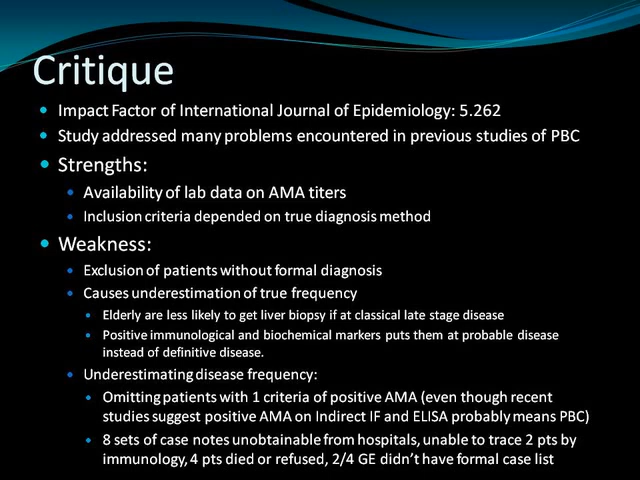 Critique
Impact Factor of International Journal of Epidemiology: 5.262
Study addressed many problems encountered in previous studies of PBC
Strengths:
Availability of lab data on AMA titers
Inclusion criteria depended on true diagnosis method
Weakness:
Exclusion of patients without formal diagnosis
Causes underestimation of true frequency
Elderly are less likely to get liver biopsy if at classical late stage disease
Positive immunological and biochemical markers puts them at probable disease
instead of definitive disease.
Underestimating disease frequency:
Omitting patients with 1 criteria of positive AMA (even though recent
studies suggest positive AMA on Indirect IF and ELISA probably means PBC)
8 sets of case notes unobtainable from hospitals, unable to trace 2 pts by
immunology, 4 pts died or refused, 2/4 GE didn't have formal case list